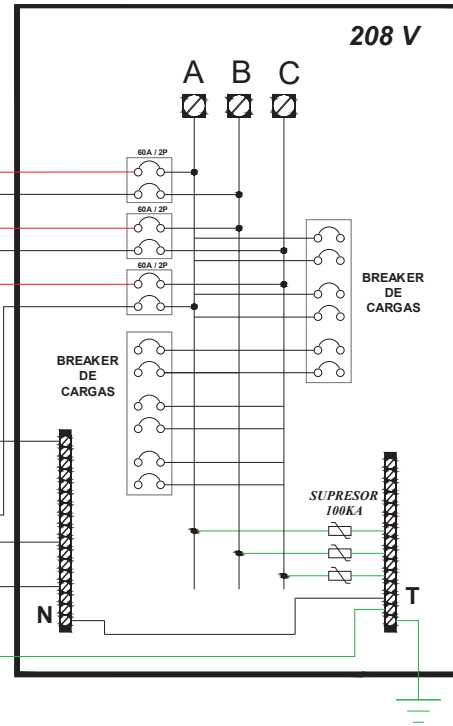 208 V
A B C
60A / 2P
60A / 2P
60A / 2P
BREAKER
DE
CARGAS
BREAKER
DE
CARGAS
SUPRESOR
100KA
N
T